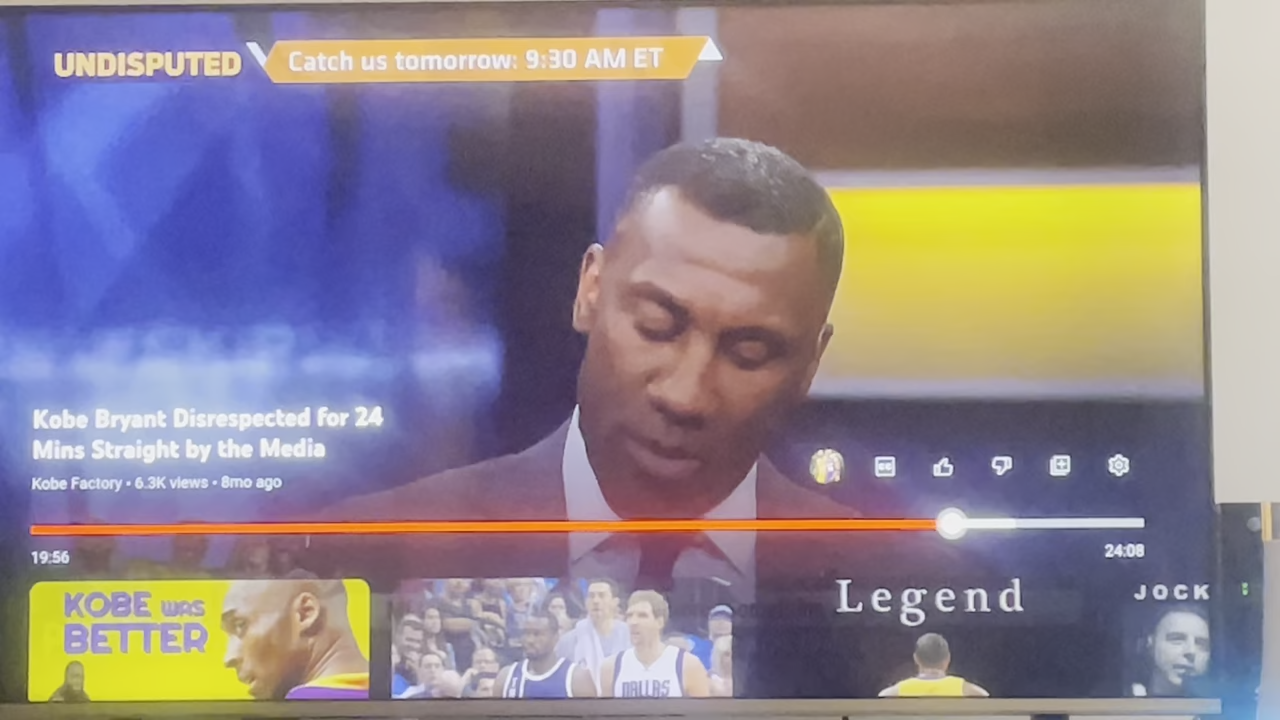 UNDISPUTED
Catch us tomorrow: 9:30 AM ET
Kobe Bryant Disrespected for 24
Mins Straight by the Media
Kobe Factory • 6.3K views • 8mo ago
CC
19:56
24:08
KOBE WAS
BETTER
DALLAS
Legend
JOCK